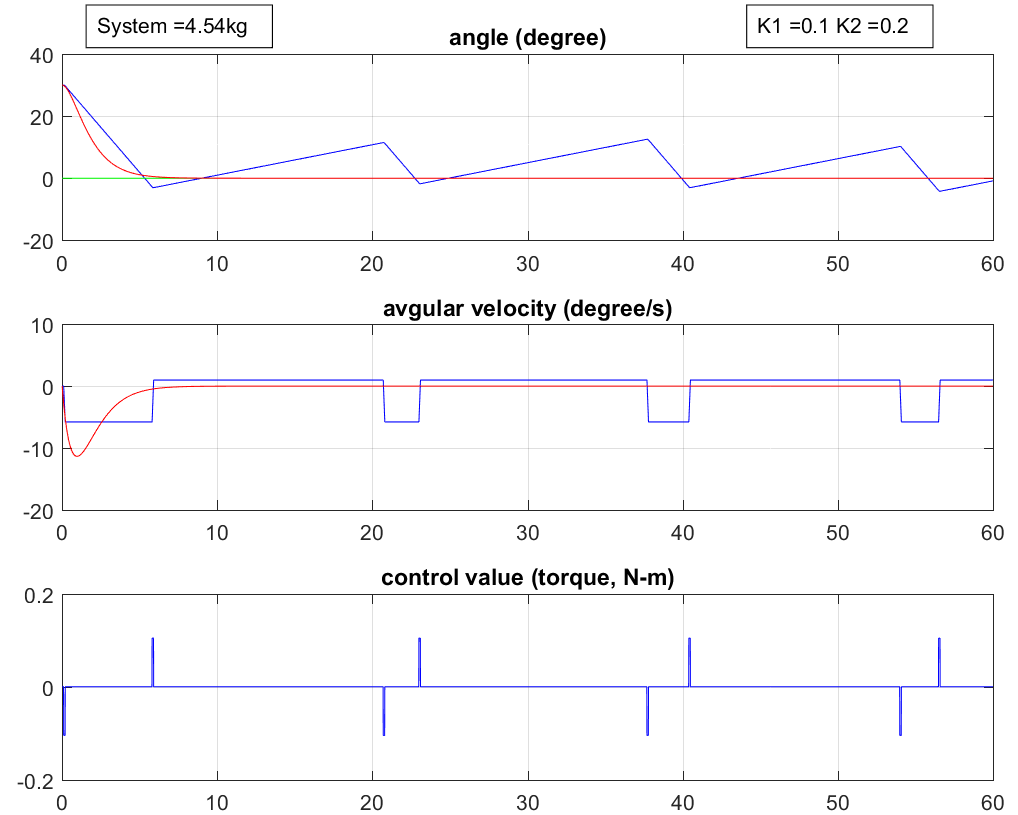 System =4.54kg
K1 =0.1 K2 =0.2
angle (degree)
40
20
0
-20
0 10 20 30 40 50 60
avgular velocity (degree/s)
10
0
-10
-20
0 10 20 30 40 50 60
control value (torque, N-m)
0.2
0
-0.2
0 10 20 30 40 50 60